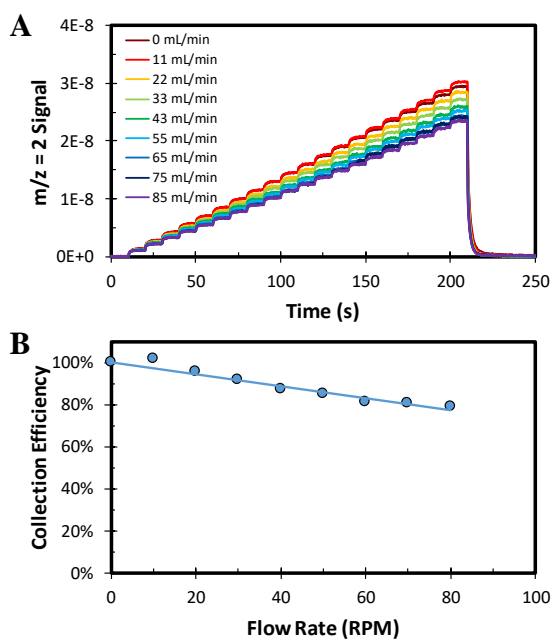 A
m/z = 2 Signal
4E-8
3E-8
2E-8
1E-8
0E+0
0 mL/min
11 mL/min
22 mL/min
33 mL/min
43 mL/min
55 mL/min
65 mL/min
75 mL/min
85 mL/min
0 50 100 150 200 250
Time (s)
B
Collection Efficiency
100%
80%
60%
40%
20%
0%
0 20 40 60 80 100
Flow Rate (RPM)